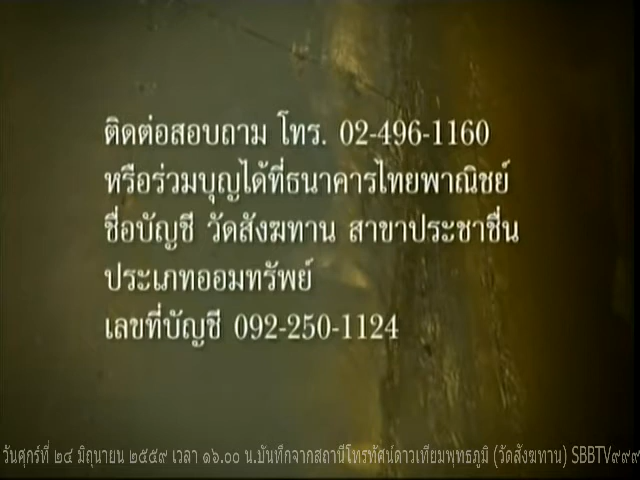 ติดต่อสอบถาม โทร. 02-496-1160
หรือร่วมบุญได้ที่ธนาคารไทยพาณิชย์
ชื่อบัญชี วัดสังฆทาน สาขาประชาชื่น
ประเภทออมทรัพย์
เลขที่บัญชี 092-250-1124
วันศุกร์ที่ ๒๔ มิถุนายน ๒๕๕๙ เวลา ๑๖.๐๐ น.บันทึกจากสถานีโทรทัศน์ดาวเทียมพุทธภูมิ (วัดสังฆทาน) SBBTV๙๙๙